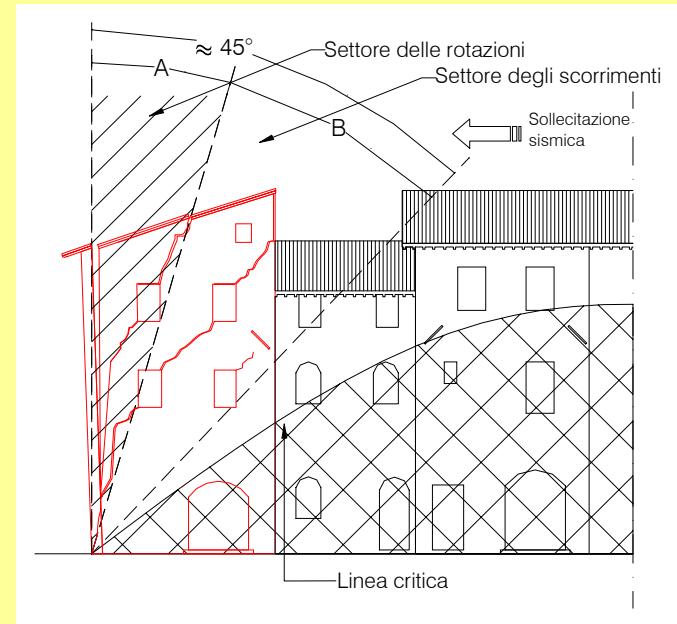 ≈ 45°
Settore delle rotazioni
A
Settore degli scorrimenti
B
Sollecitazione
sismica
Linea critica